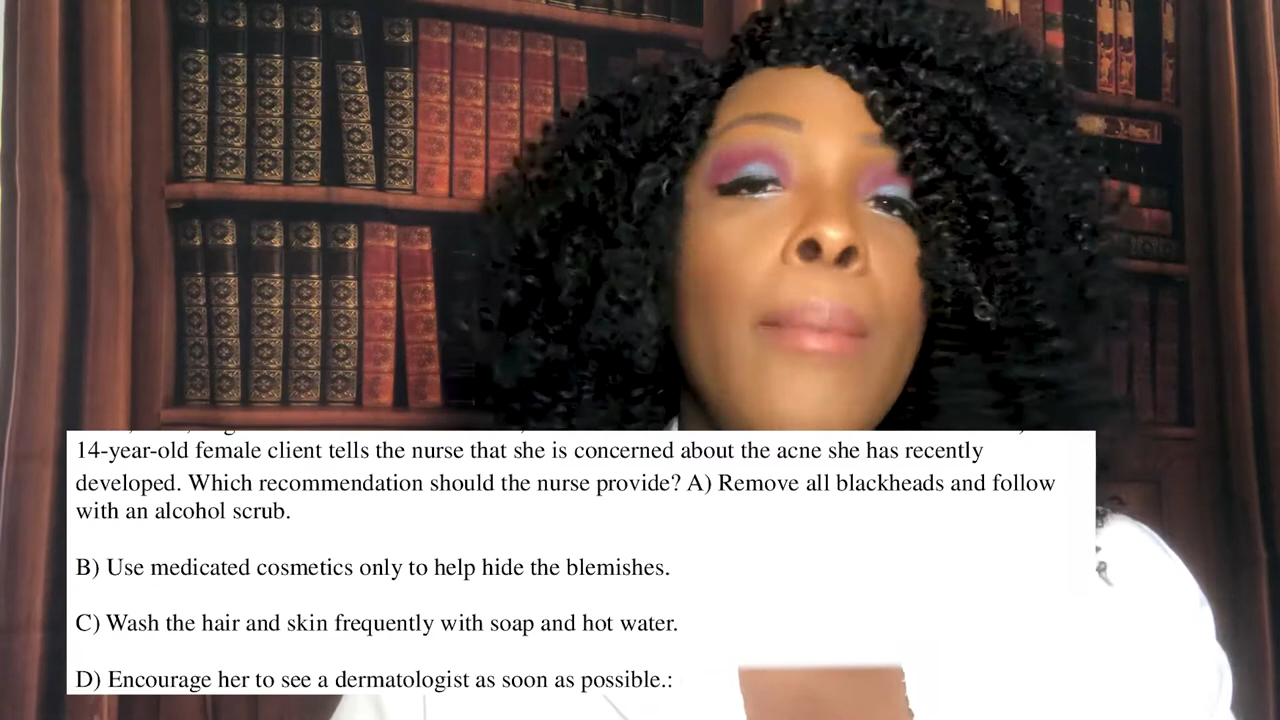 14-year-old female client tells the nurse that she is concerned about the acne she has recently
developed. Which recommendation should the nurse provide? A) Remove all blackheads and follow
with an alcohol scrub.
B) Use medicated cosmetics only to help hide the blemishes.
C) Wash the hair and skin frequently with soap and hot water.
D) Encourage her to see a dermatologist as soon as possible.: